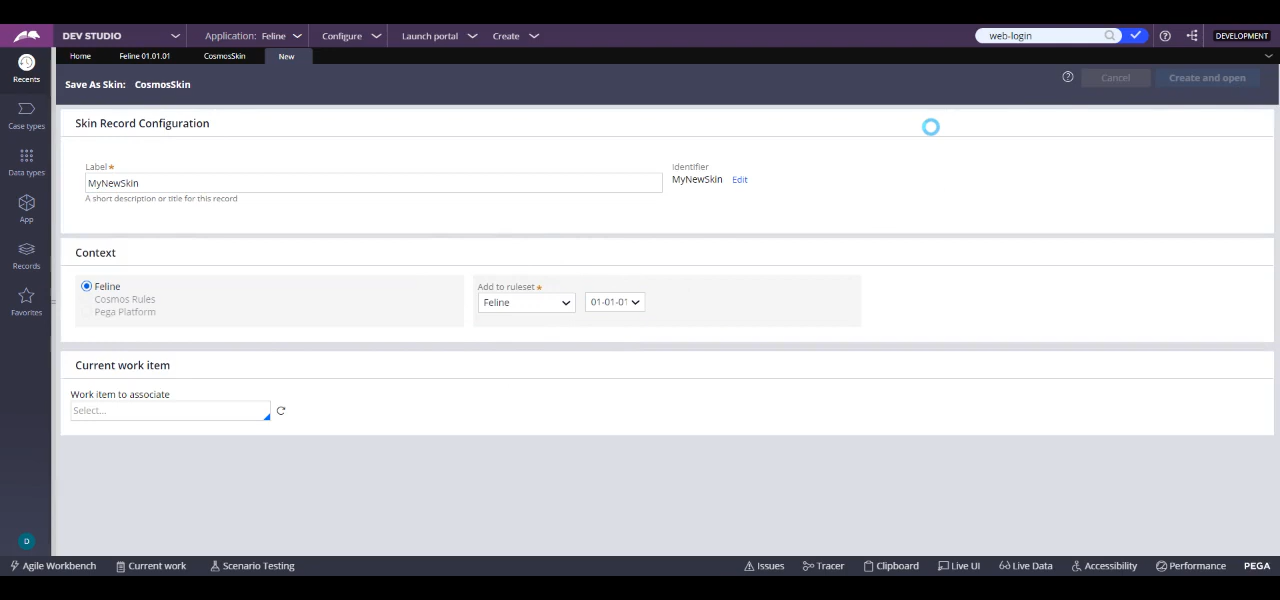 DEV STUDIO Application: Feline Configure Launch portal Create web-login DEVELOPMENT
Home Feline 01.01.01 CosmosSkin New
Recents
Save As Skin: CosmosSkin Cancel Create and open
Case types
Data types
App
Records
Favorites
Skin Record Configuration
Label★ Identifier
MyNewSkin MyNewSkin Edit
A short description or title for this record
Context
Feline
Cosmos Rules
Pega Platform
Add to ruleset★
Feline 01-01-01
Current work item
Work item to associate
Select...
D
Agile Workbench Current work Scenario Testing Issues Tracer Clipboard Live UI Live Data Accessibility Performance PEGA